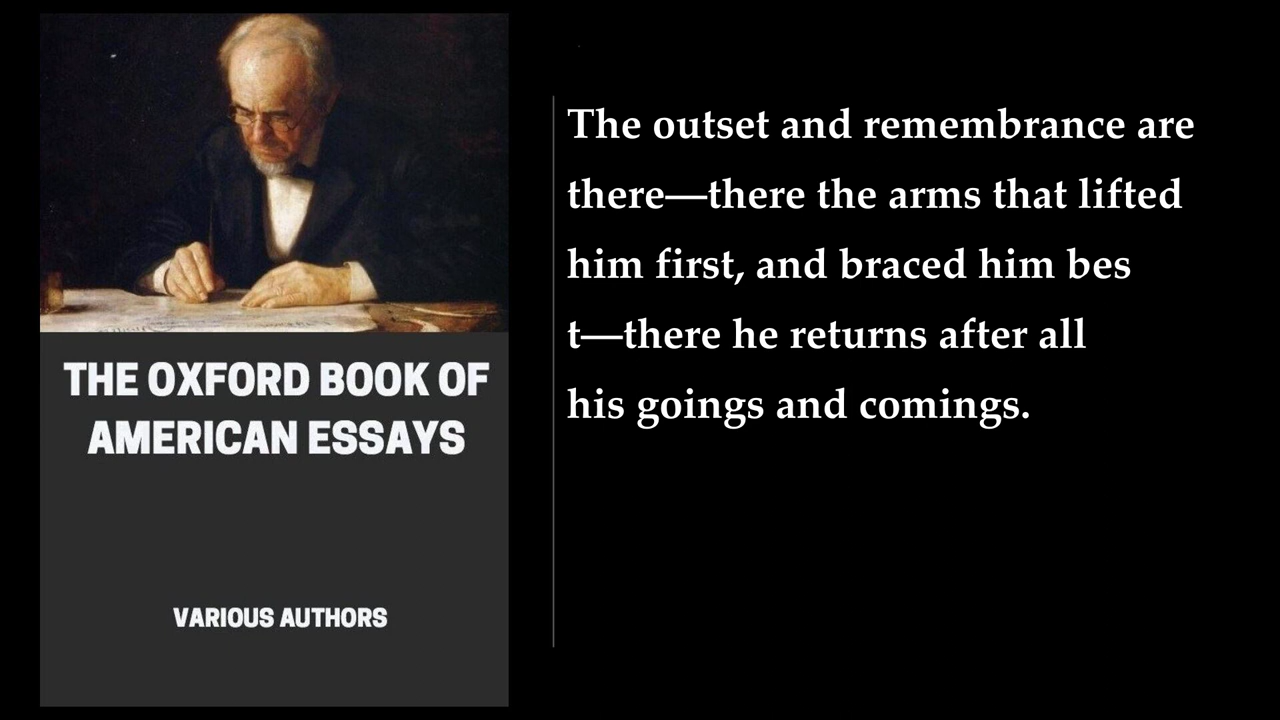 THE OXFORD BOOK OF
AMERICAN ESSAYS
VARIOUS AUTHORS
The outset and remembrance are
there—there the arms that lifted
him first, and braced him bes
t—there he returns after all
his goings and comings.